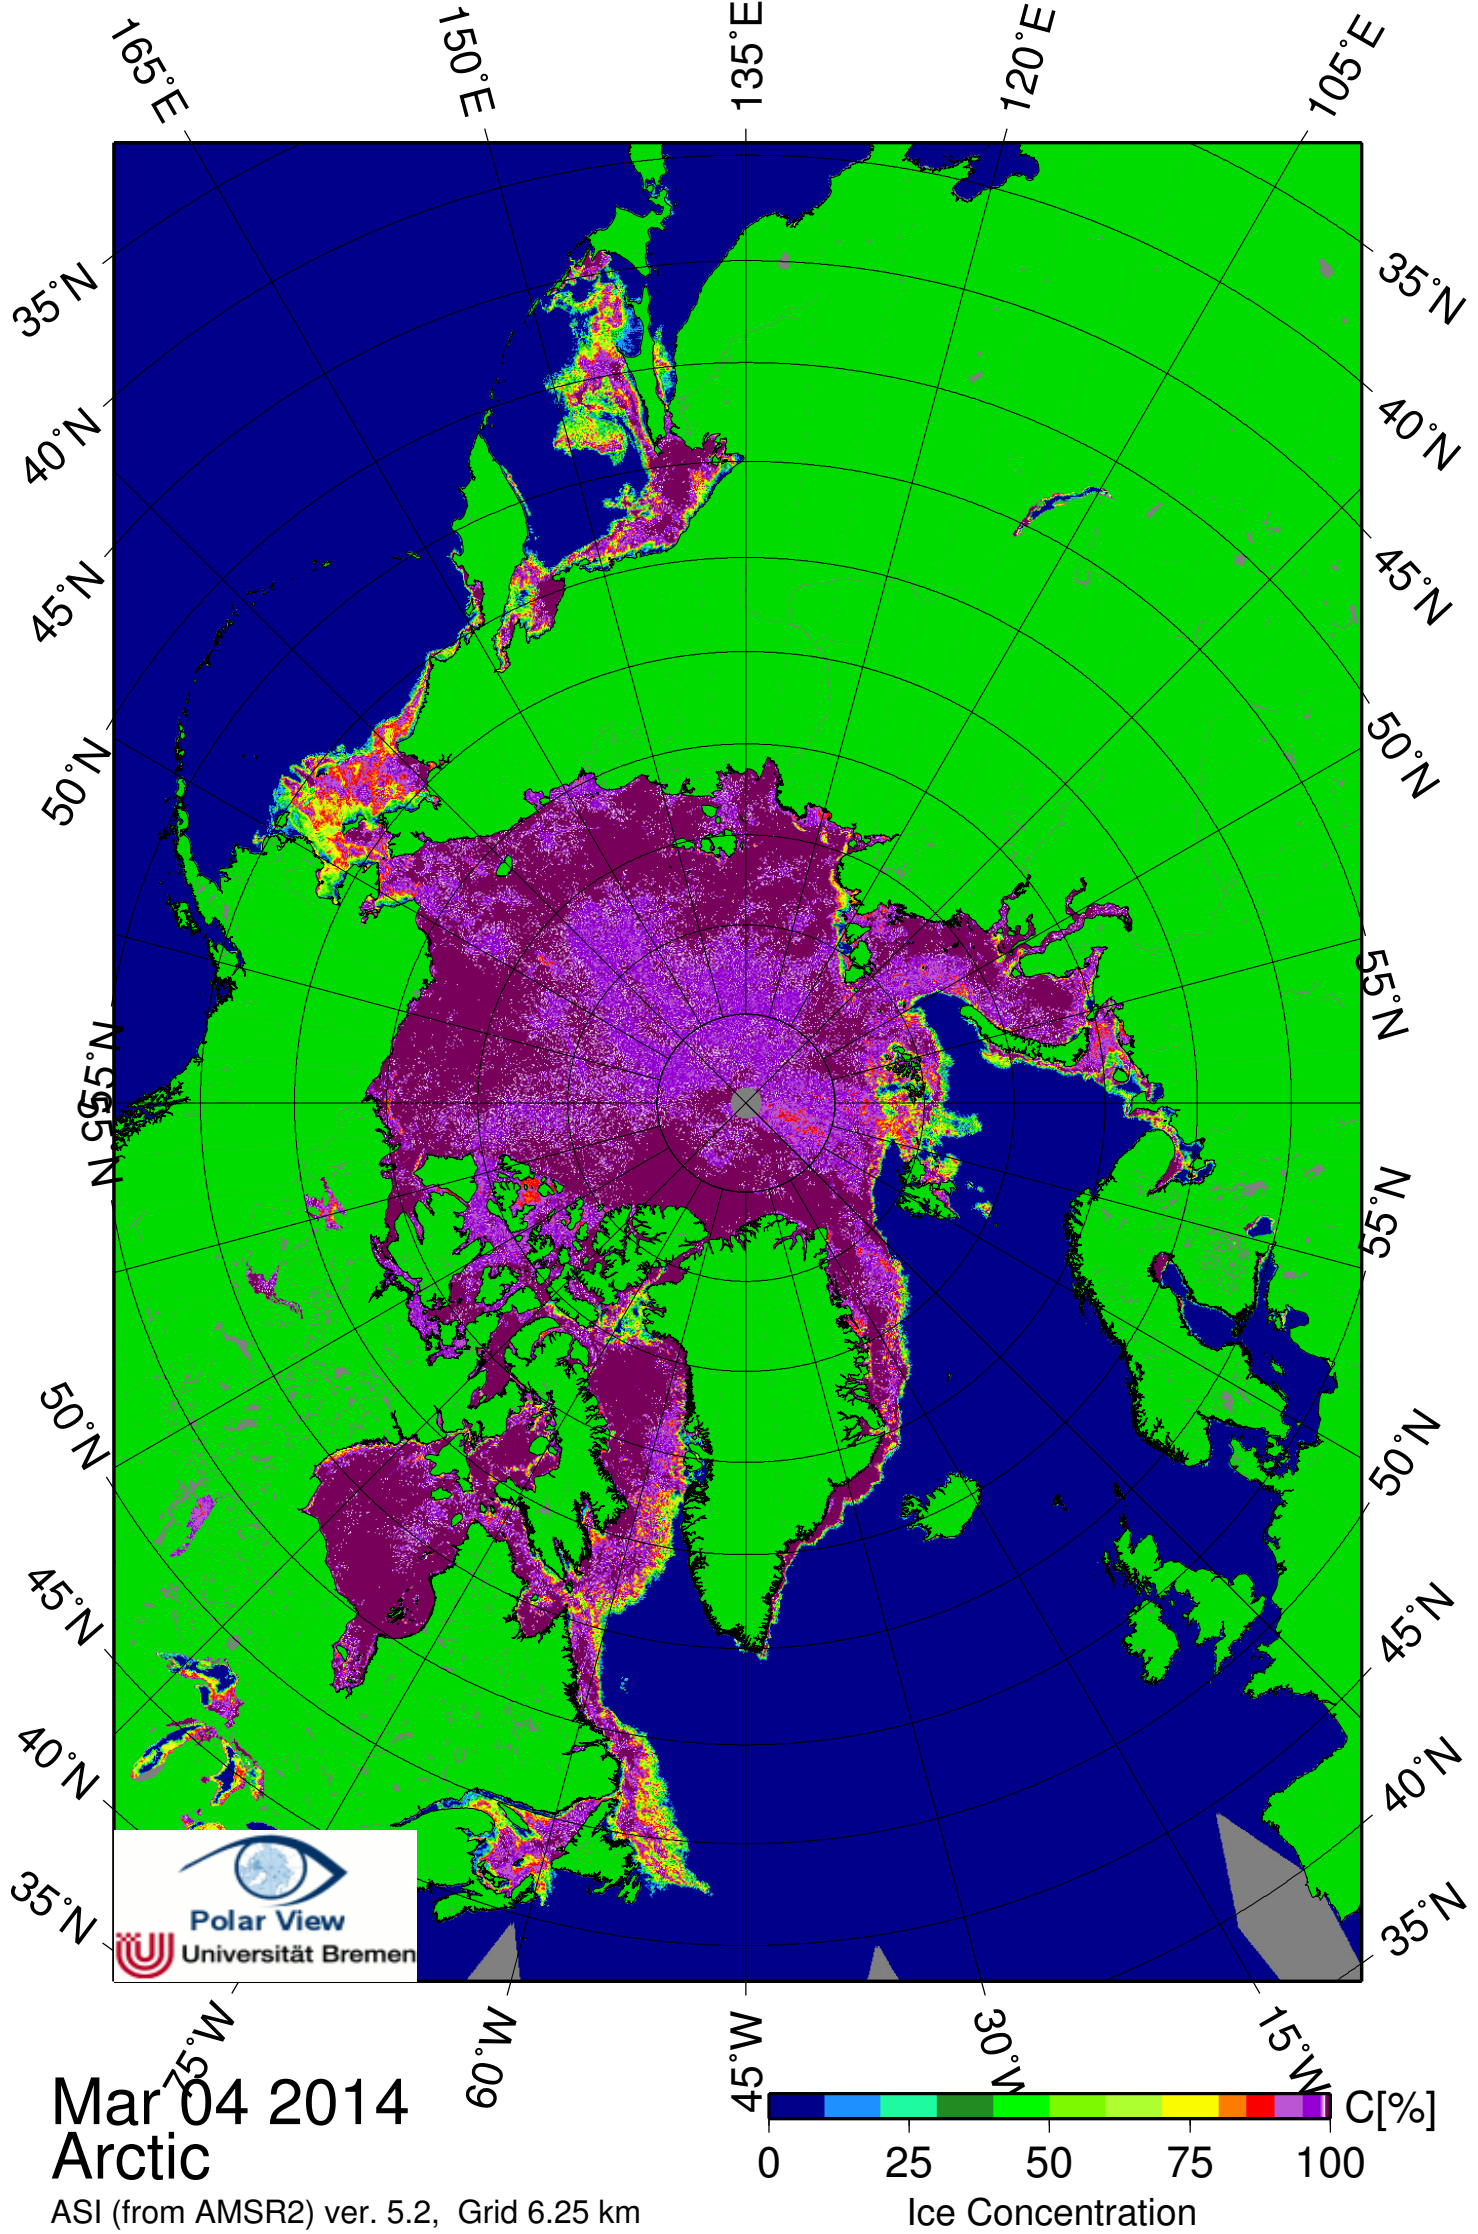 165°E 150°E 135°E 120°E 105°E
35°N 35°N
40°N 40°N
45°N 45°N
50°N 50°N
55°N 55°N
55°N 55°N
50°N 50°N
45°N 45°N
40°N 40°N
35°N 35°N
Polar View
Universität Bremen
75°W 60°W 45°W 30°W 15°W
Mar 04 2014
Arctic
ASI (from AMSR2) ver. 5.2, Grid 6.25 km
C[%]
0 25 50 75 100
Ice Concentration